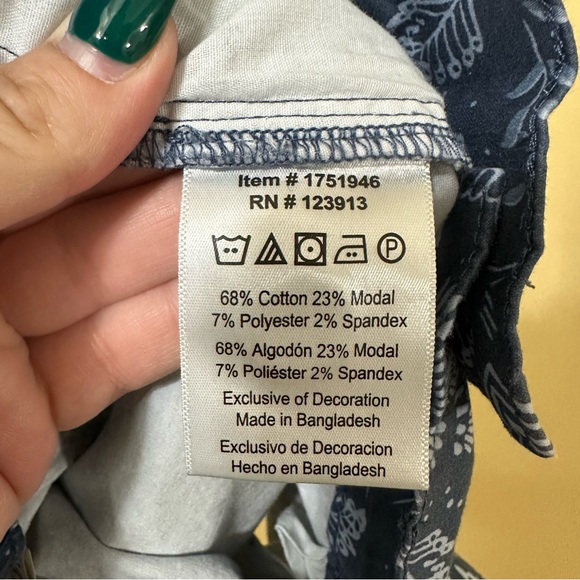 Item # 1751946
RN # 123913
P
68% Cotton 23% Modal
7% Polyester 2% Spandex
68% Algodón 23% Modal
7% Poliéster 2% Spandex
Exclusive of Decoration
Made in Bangladesh
Exclusivo de Decoracion
Hecho en Bangladesh